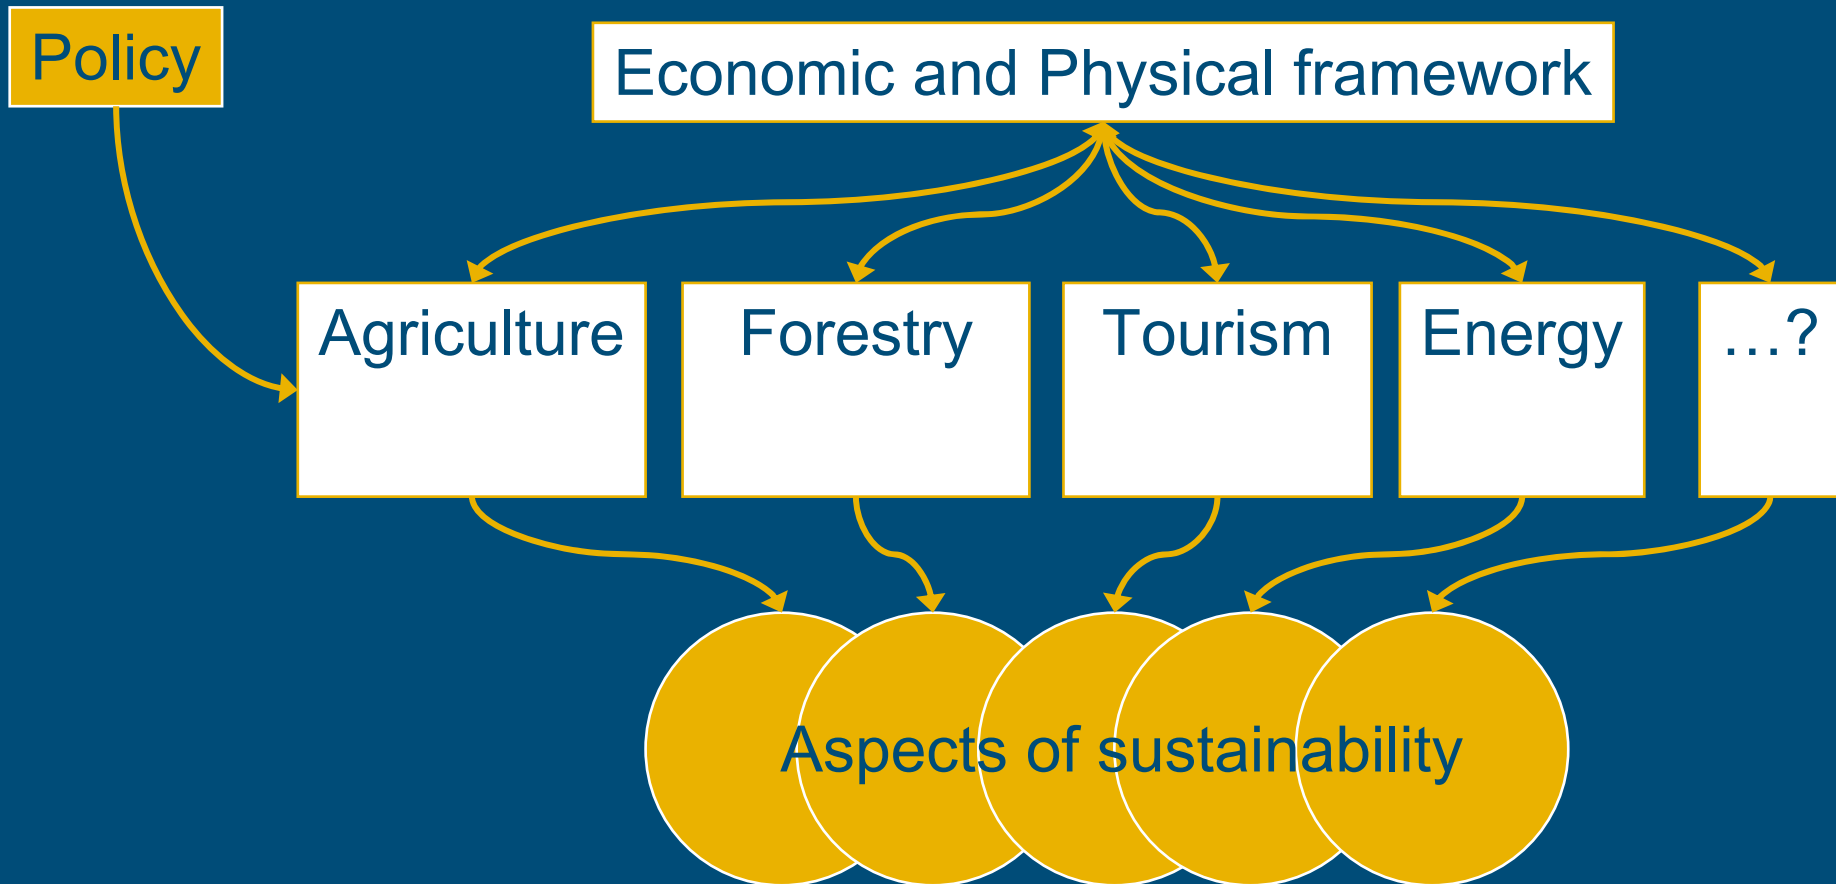 Policy
Economic and Physical framework
Agriculture
Forestry
Tourism
Energy
…?
Aspects of sustainability